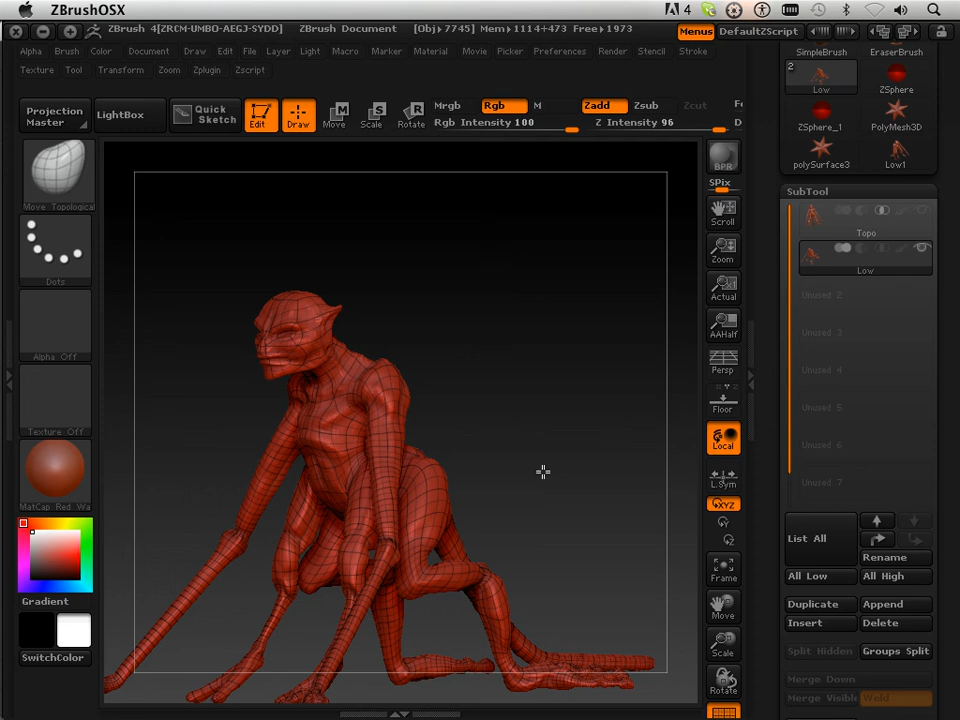 ZBrushOSX
4
ZBrush 4[ZRCM-UMBO-AEGJ-SYDD] ZBrush Document [Obj>7745] Mem>1114+473 Free>1973 Menus DefaultZScript
Alpha Brush Color Document Draw Edit File Layer Light Macro Marker Material Movie Picker Preferences Render Stencil Stroke
Texture Tool Transform Zoom Zplugin Zscript
Projection Master
LightBox
Quick Sketch
Edit Draw Move Scale Rotate
Mrgb Rgb M Zadd Zsub Zcut Fo
Rgb Intensity 100 Z Intensity 96 D
Move Topological
Dots
Alpha Off
Texture Off
MatCap Red Wa
Gradient
SwitchColor
BPR
SPix
Scroll
Zoom
Actual
AAHalf
Persp
Floor
Local
L.Sym
XYZ
Frame
Move
Scale
Rotate
SimpleBrush EraserBrush
2
Low ZSphere
ZSphere_1 PolyMesh3D
polySurface3 Low1
SubTool
Topo
Low
Unused 2
Unused 3
Unused 4
Unused 5
Unused 6
Unused 7
List All
Rename
All Low All High
Duplicate Append
Insert Delete
Split Hidden Groups Split
Merge Down
Merge Visible Weld